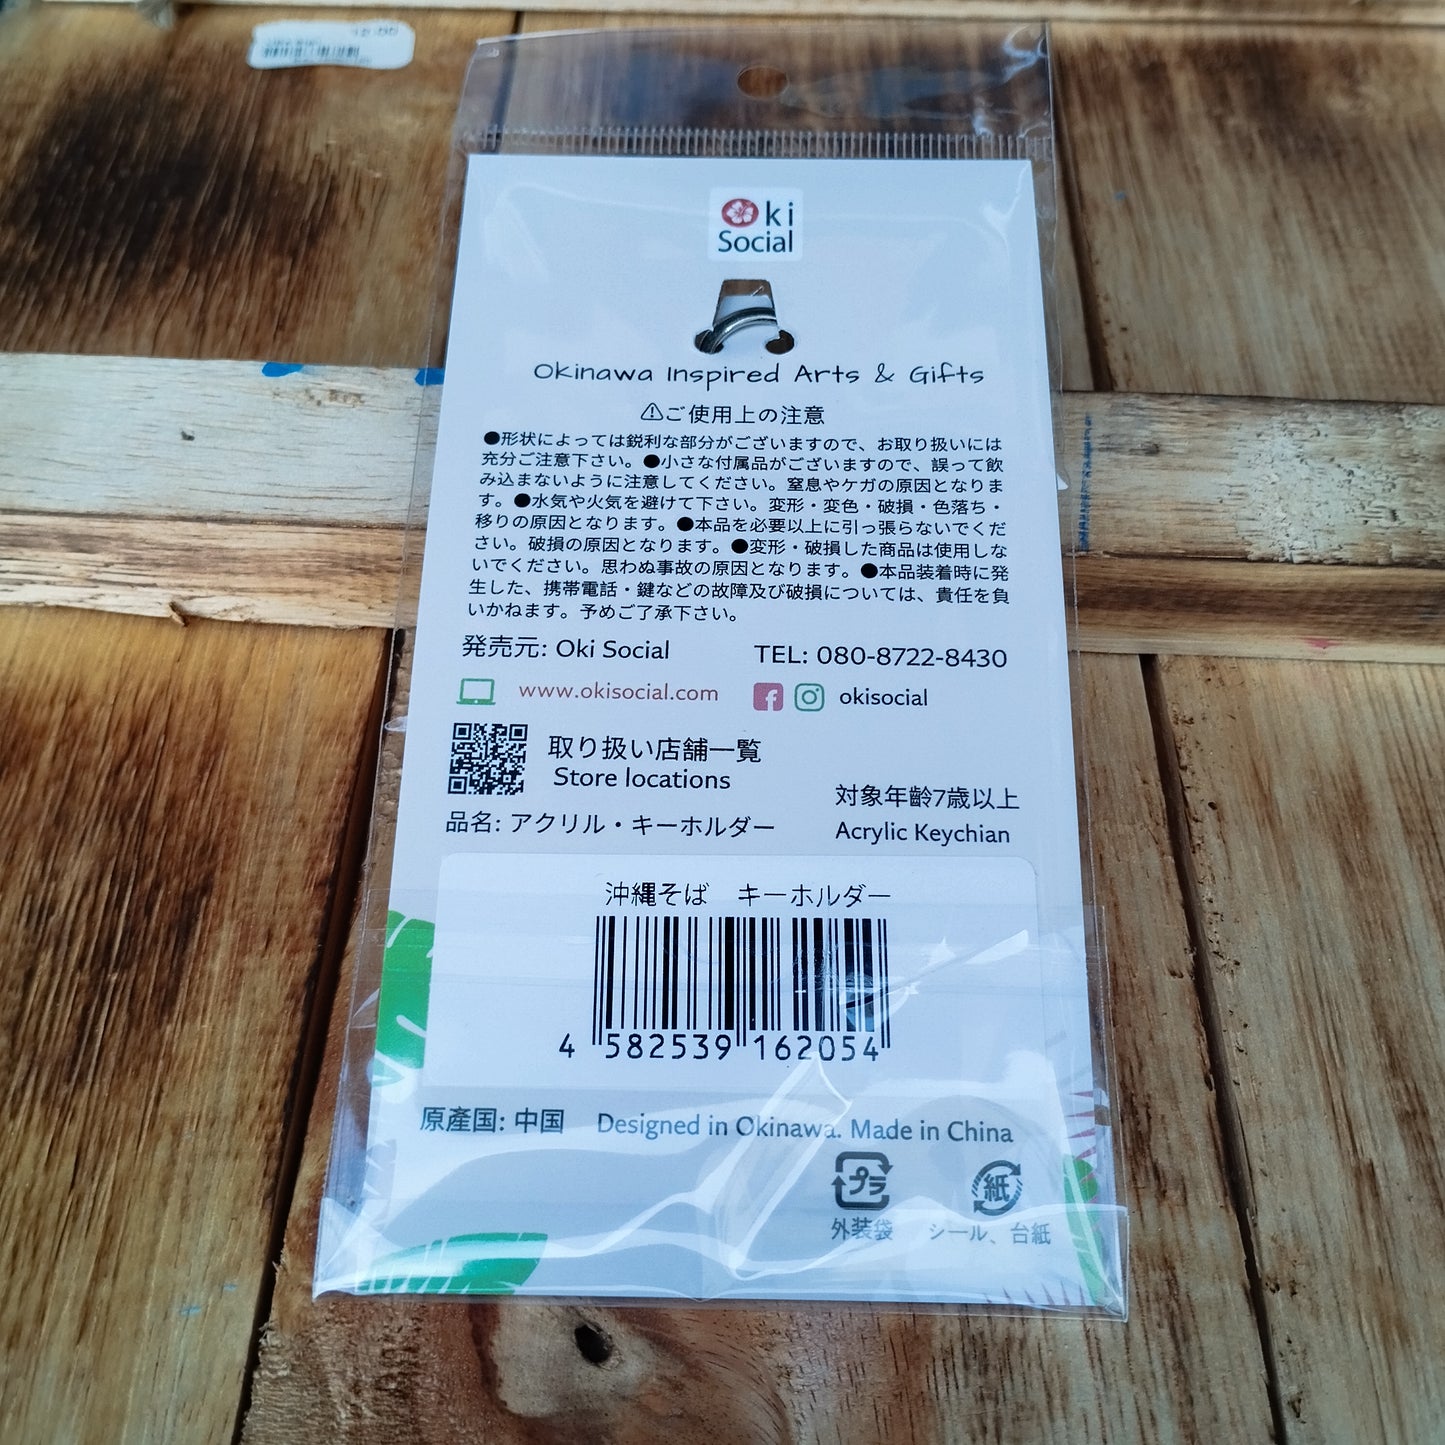 12.00
Oki
Social
Okinawa Inspired Arts & Gifts
⚠ご使用上の注意
●形状によっては鋭利な部分がございますので、お取り扱いには
充分ご注意下さい。●小さな付属品がございますので、誤って飲
み込まないように注意してください。窒息やケガの原因となりま
す。●水気や火気を避けて下さい。変形・変色・破損・色落ち・
移りの原因となります。●本品を必要以上に引っ張らないでくだ
さい。破損の原因となります。●変形・破損した商品は使用しな
いでください。思わぬ事故の原因となります。●本品装着時に発
生した、携帯電話・鍵などの故障及び破損については、責任を負
いかねます。予めご了承下さい。
発売元: Oki Social TEL: 080-8722-8430
www.okisocial.com okisocial
取り扱い店舗一覧
Store locations
対象年齢7歳以上
品名: アクリル・キーホルダー Acrylic Keychian
沖縄そば　キーホルダー
4 582539 162054
原産国: 中国 Designed in Okinawa. Made in China
プラ 紙
外装袋 シール、台紙